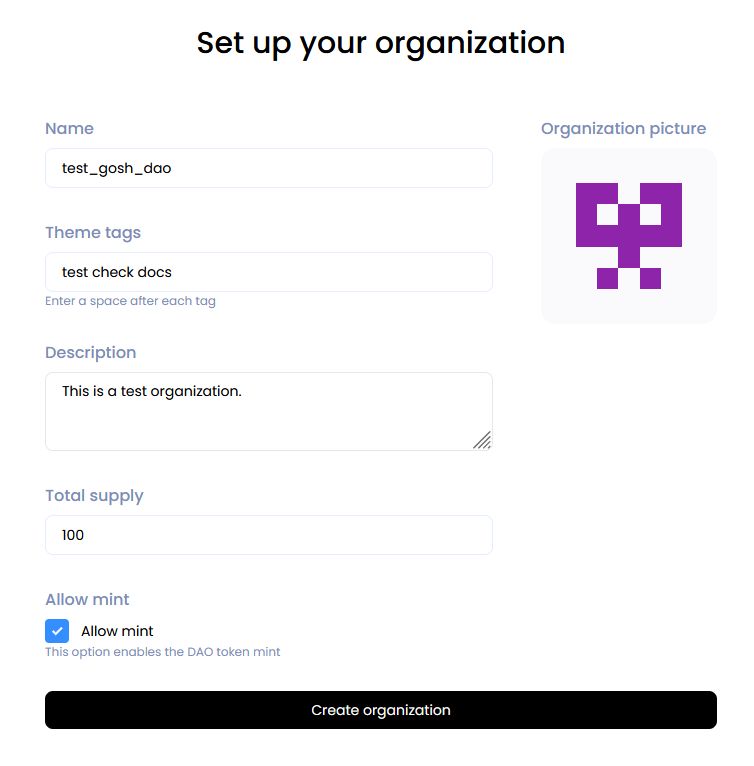 Set up your organization
Name
test_gosh_dao
Theme tags
test check docs
Enter a space after each tag
Description
This is a test organization.
Total supply
100
Allow mint
Allow mint
This option enables the DAO token mint
Organization picture
Create organization